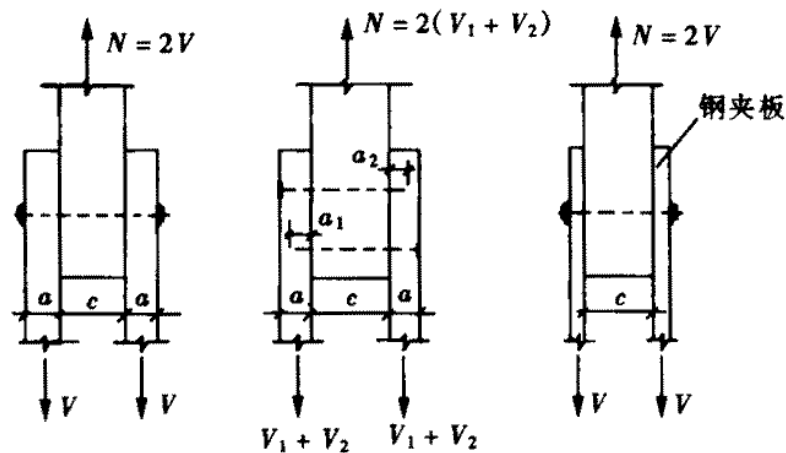 N = 2V
N = 2( V₁ + V₂ )
N = 2V
钢夹板
a₂
a₁
a c a
a c a
c
V V
V₁ + V₂ V₁ + V₂
V V